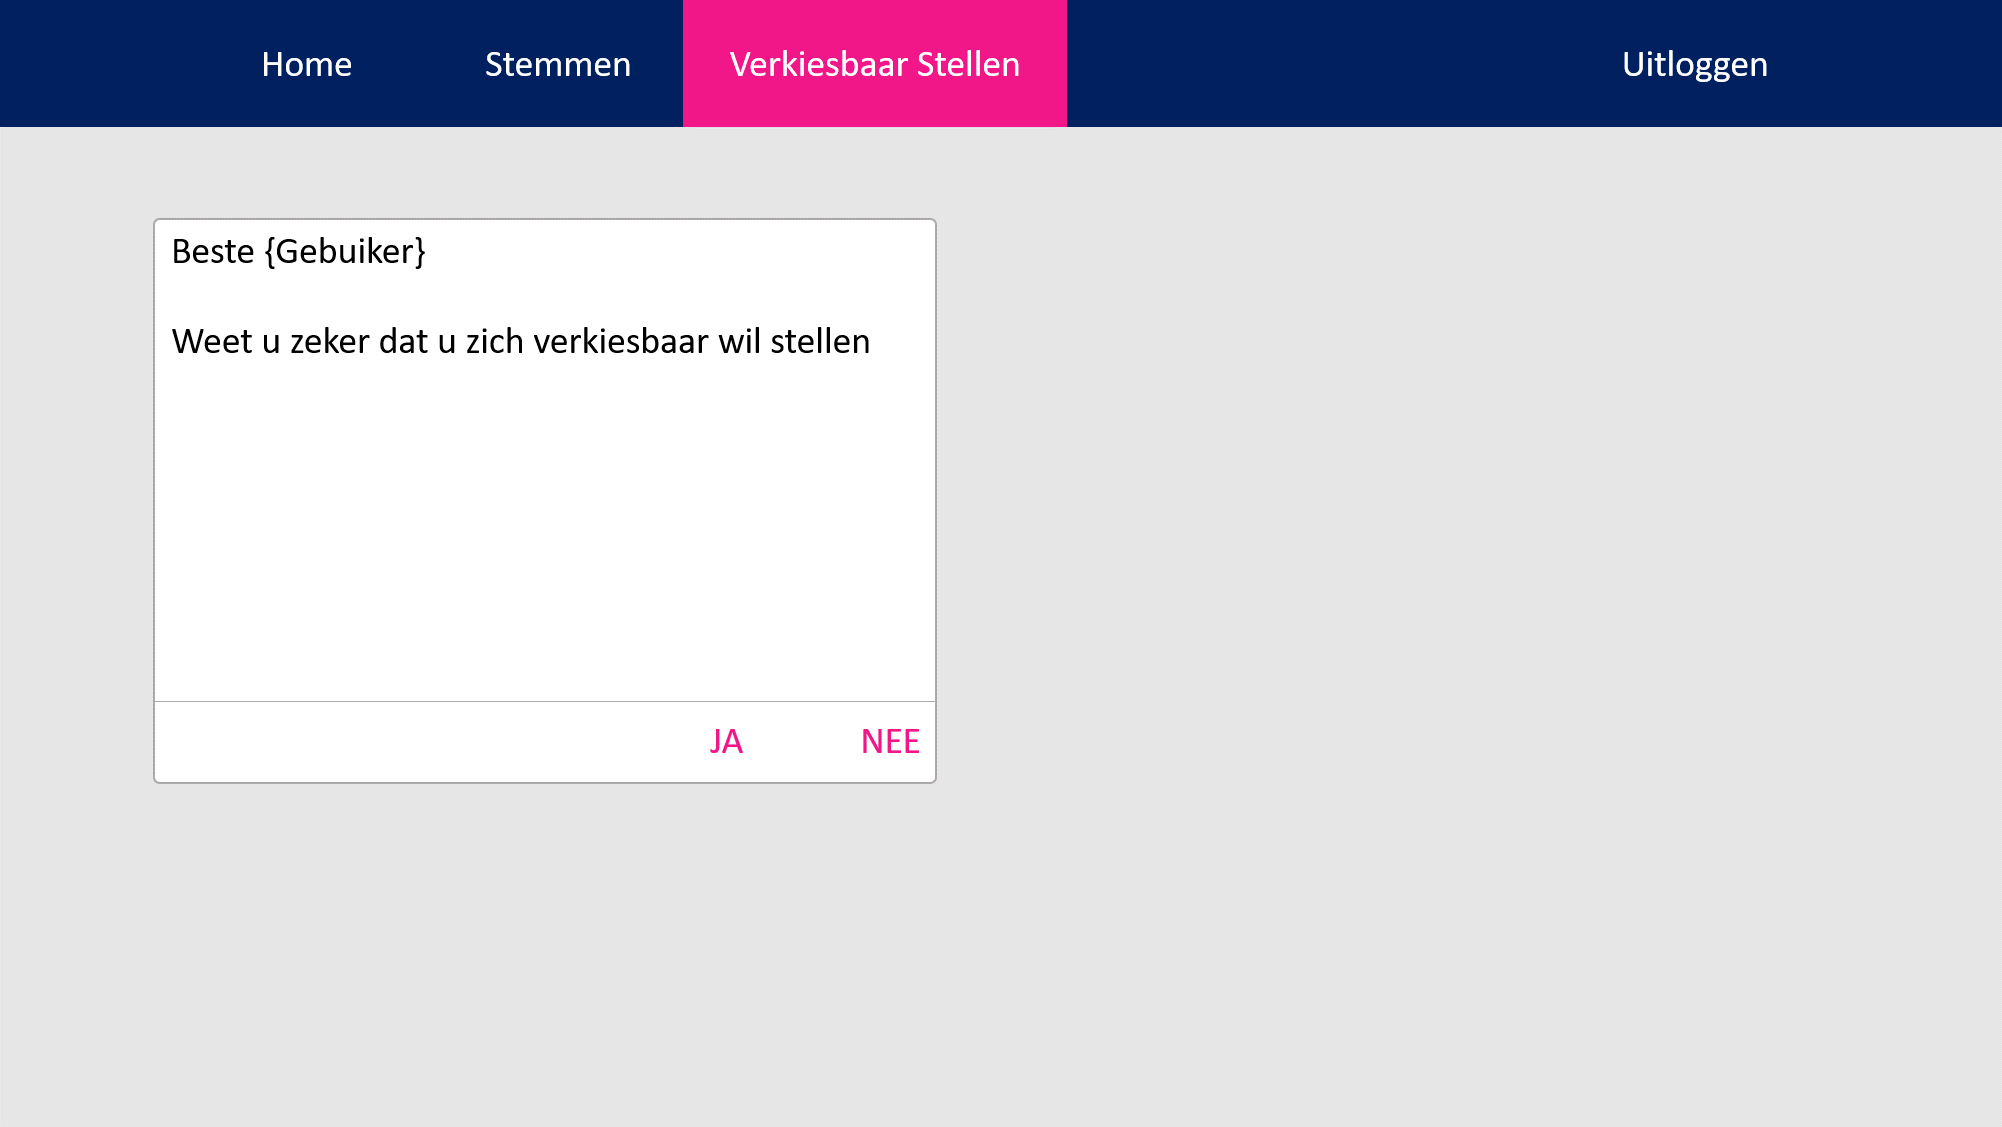 Home
Stemmen
Verkiesbaar Stellen
Uitloggen
Beste {Gebuiker}
Weet u zeker dat u zich verkiesbaar wil stellen
JA
NEE